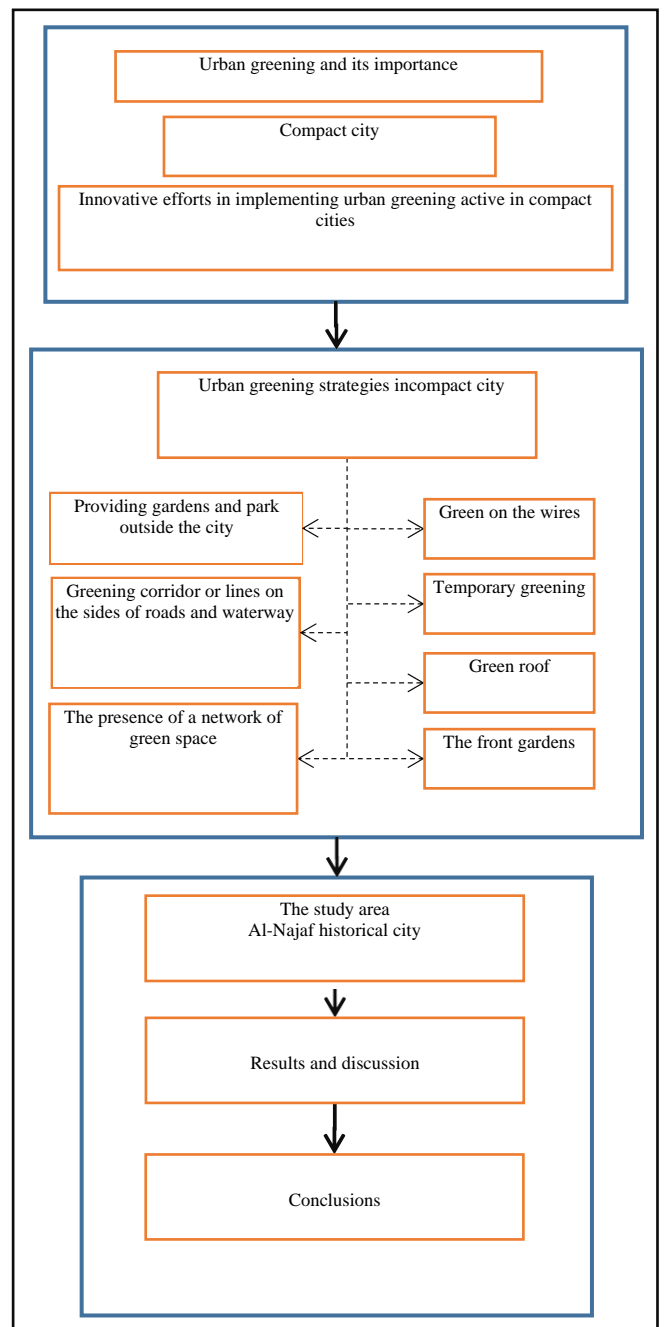 Urban greening and its importance
Compact city
Innovative efforts in implementing urban greening active in compact
cities
Urban greening strategies incompact city
Providing gardens and park
outside the city
Green on the wires
Greening corridor or lines on
the sides of roads and waterway
Temporary greening
Green roof
The presence of a network of
green space
The front gardens
The study area
Al-Najaf historical city
Results and discussion
Conclusions